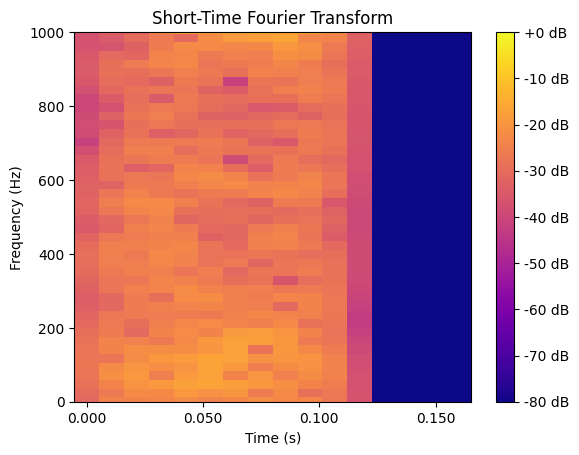 Short-Time Fourier Transform
1000
800
600
400
200
0
Frequency (Hz)
0.000
0.050
0.100
0.150
Time (s)
+0 dB
-10 dB
-20 dB
-30 dB
-40 dB
-50 dB
-60 dB
-70 dB
-80 dB